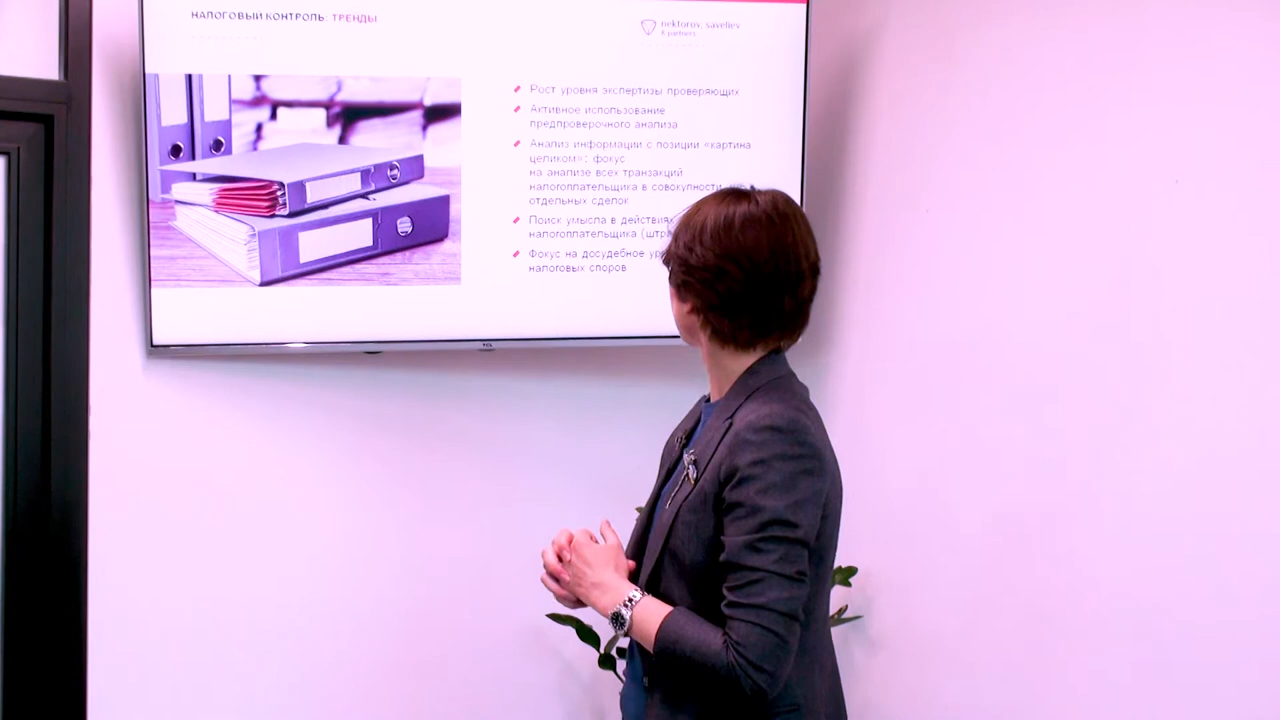 НАЛОГОВЫЙ КОНТРОЛЬ: ТРЕНДЫ
nektorov, saveliev
& partners
Рост уровня экспертизы проверяющих
Активное использование
предпроверочного анализа
Анализ информации с позиции «картина
целиком»: фокус
на анализе всех транзакций
налогоплательщика в совокупности,
отдельных сделок
Поиск умысла в действиях
налогоплательщика
Фокус на досудебное
налоговых споров
TCL